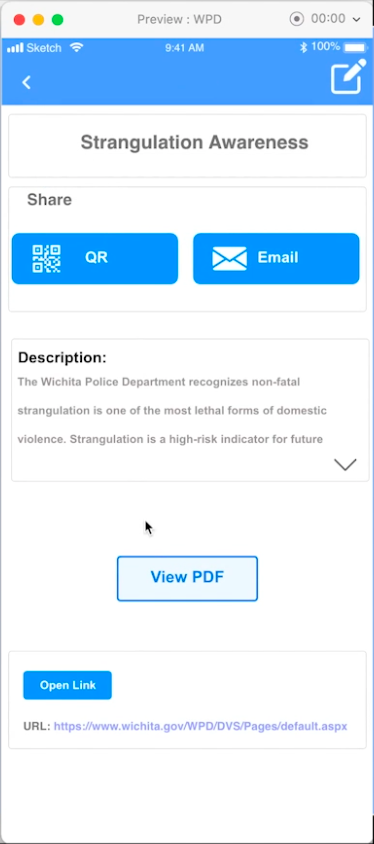 Preview : WPD
00:00
Sketch
9:41 AM
100%
Strangulation Awareness
Share
QR
Email
Description:
The Wichita Police Department recognizes non-fatal
strangulation is one of the most lethal forms of domestic
violence. Strangulation is a high-risk indicator for future
View PDF
Open Link
URL: https://www.wichita.gov/WPD/DVS/Pages/default.aspx